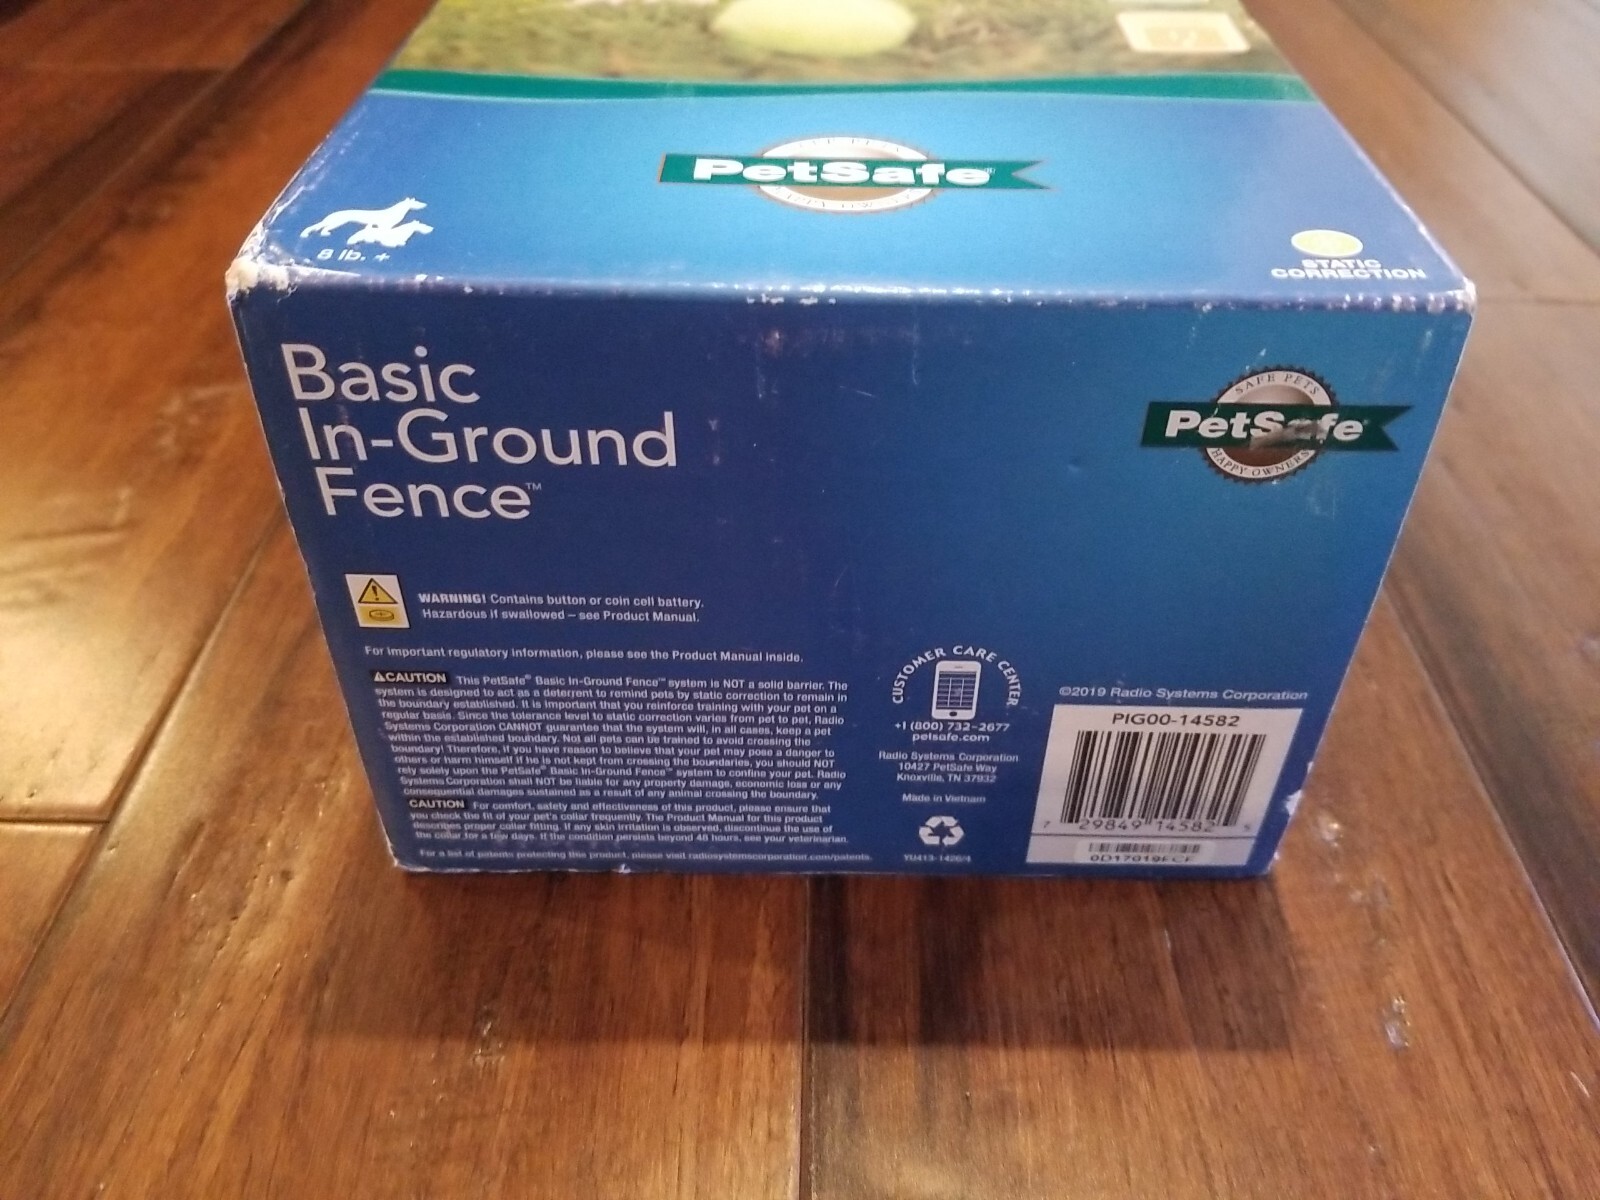 PetSafe®
8 lb. +
STATIC
CORRECTION
Basic
In-Ground
Fence™
SAFE PETS
PetSafe
HAPPY OWNERS
WARNING! Contains button or coin cell battery.
Hazardous if swallowed – see Product Manual.
For important regulatory information, please see the Product Manual inside.
CAUTION This PetSafe® Basic In-Ground Fence™ system is NOT a solid barrier. The
system is designed to act as a deterrent to remind pets by static correction to remain in
the boundary established. It is important that you reinforce training with your pet on a
regular basis. Since the tolerance level to static correction varies from pet to pet, Radio
Systems Corporation CANNOT guarantee that the system will, in all cases, keep a pet
within the established boundary. Not all pets can be trained to avoid crossing the
boundary! Therefore, if you have reason to believe that your pet may pose a danger to
others or harm himself if he is not kept from crossing the boundaries, you should NOT
rely solely upon the PetSafe® Basic In-Ground Fence™ system to confine your pet. Radio
Systems Corporation shall NOT be liable for any property damage, economic loss or any
consequential damages sustained as a result of any animal crossing the boundary.
CAUTION For comfort, safety and effectiveness of this product, please ensure that
you check the fit of your pet's collar frequently. The Product Manual for this product
describes proper collar fitting. If any skin irritation is observed, discontinue the use of
the collar for a few days. If the condition persists beyond 48 hours, see your veterinarian.
For a list of patents protecting this product, please visit radiosystemscorporation.com/patents.
CUSTOMER CARE CENTER
+1 (800) 732-2677
petsafe.com
Radio Systems Corporation
10427 PetSafe Way
Knoxville, TN 37932
Made in Vietnam
©2019 Radio Systems Corporation
PIG00-14582
7 29849 14582 5